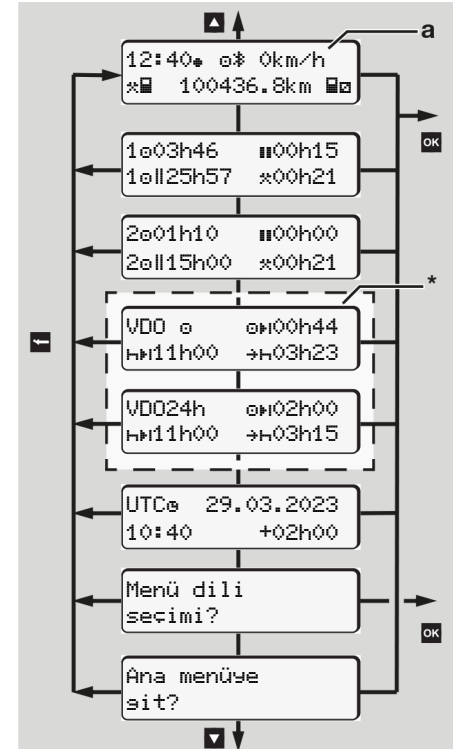 a
12:40 0km/h
100436.8km
OK
1 03h46 00h15
1 25h57 00h21
2 01h10 00h00
2 15h00 00h21
*
VDO 00h44
11h00 03h23
VDO24h 02h00
11h00 03h15
UTC 29.03.2023
10:40 +02h00
Menü dili
seçimi?
OK
Ana menüye
git?